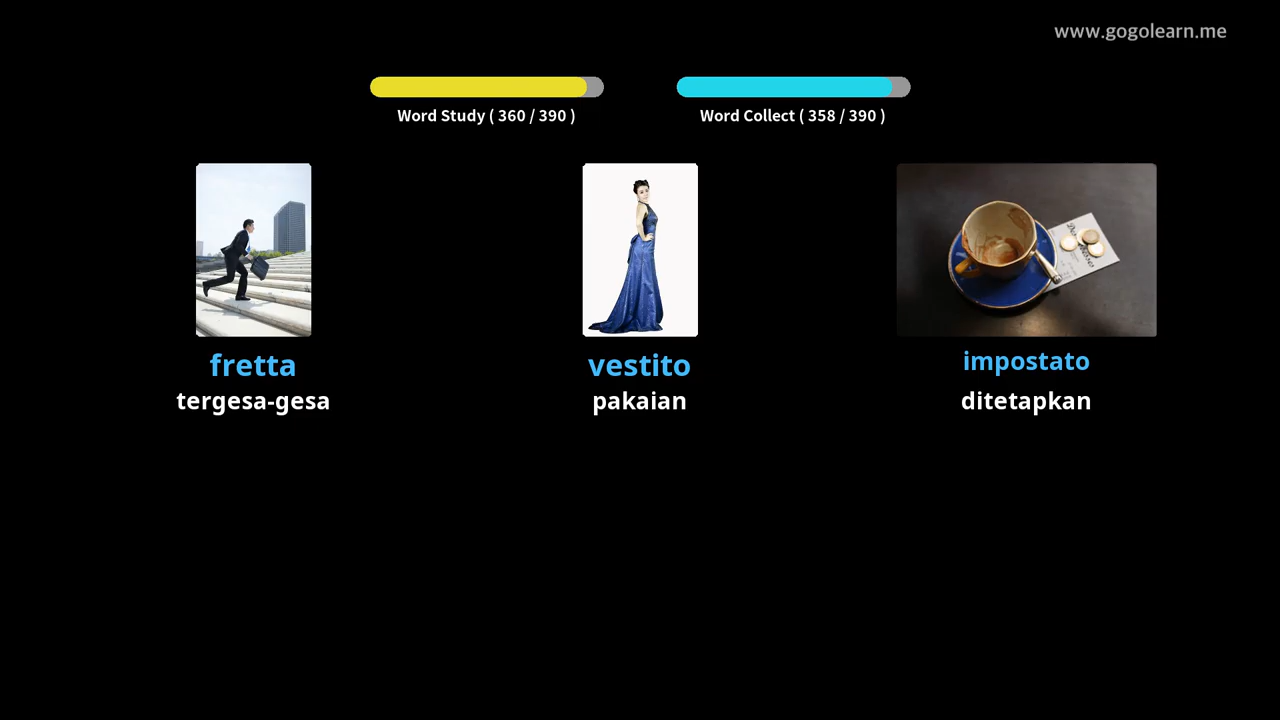 www.gogolearn.me
Word Study ( 360 / 390 )
Word Collect ( 358 / 390 )
fretta
vestito
impostato
tergesa-gesa
pakaian
ditetapkan